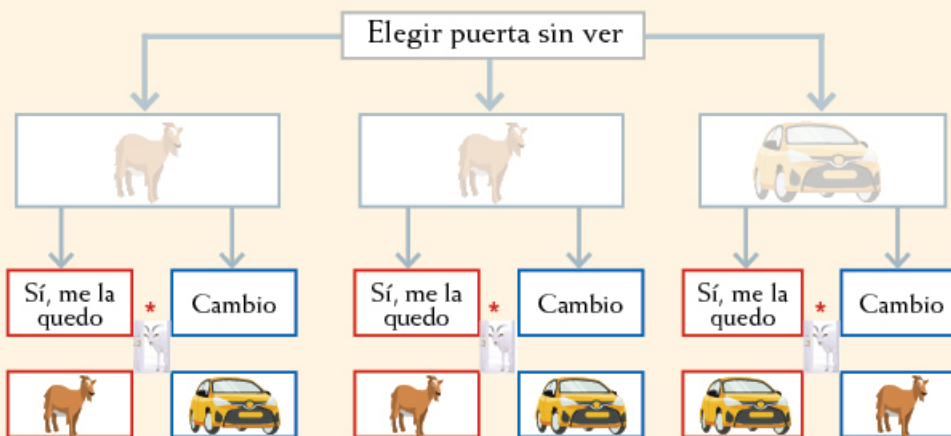 Elegir puerta sin ver
Sí, me la
quedo
*
Cambio
Sí, me la
quedo
*
Cambio
Sí, me la
quedo
*
Cambio